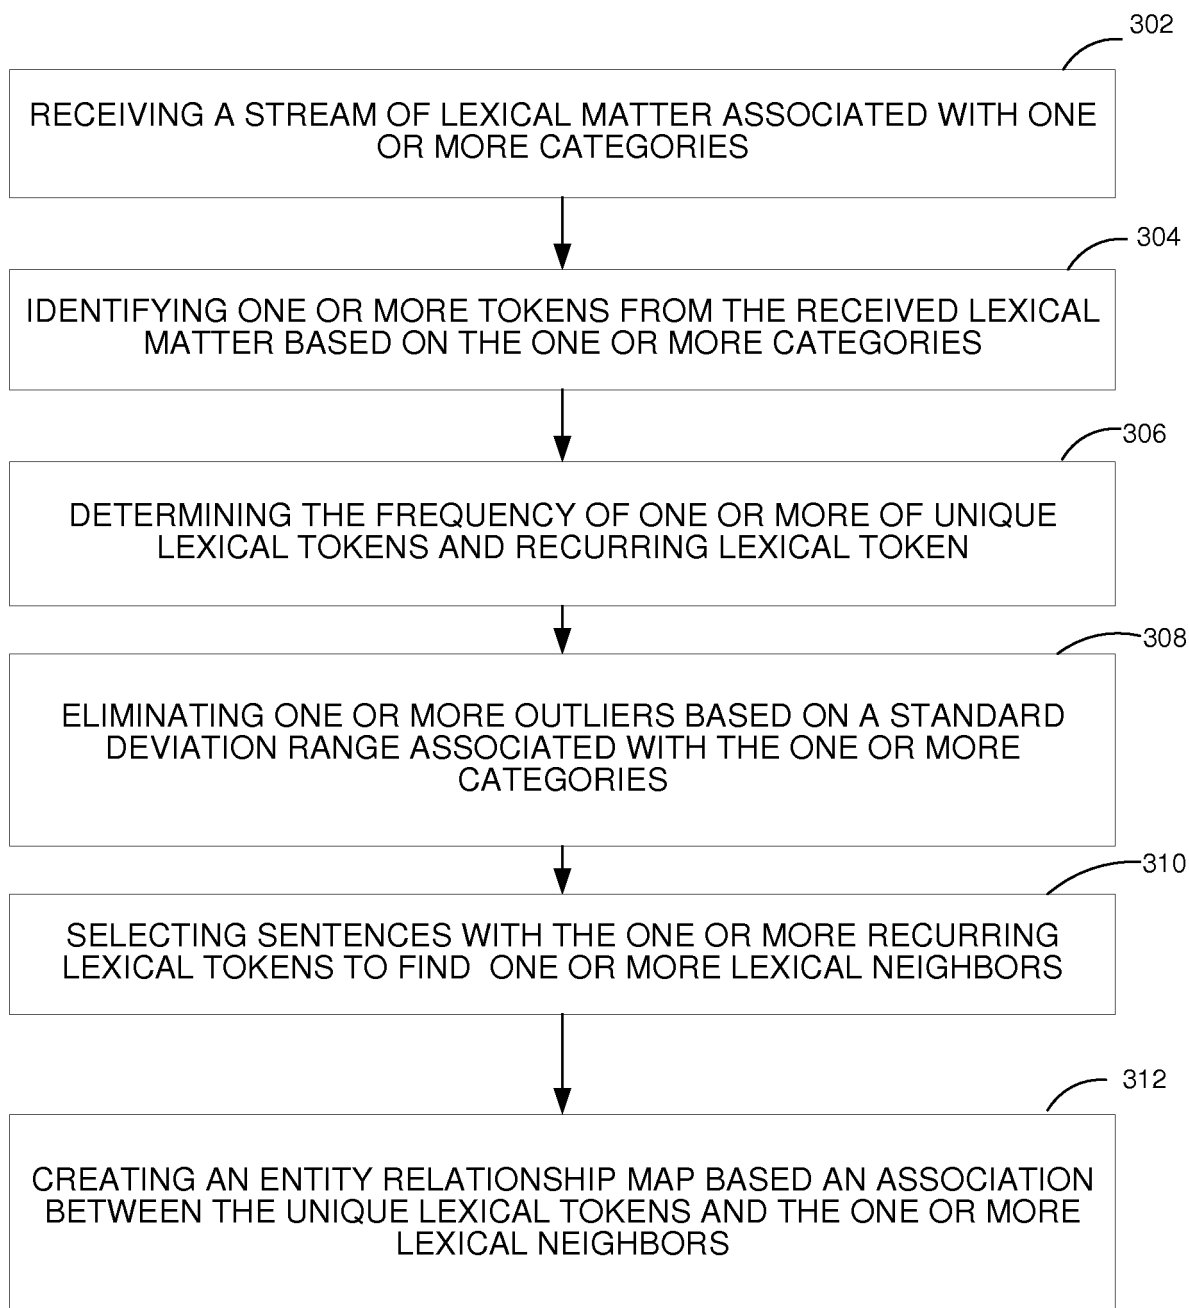 302
RECEIVING A STREAM OF LEXICAL MATTER ASSOCIATED WITH ONE
OR MORE CATEGORIES
304
IDENTIFYING ONE OR MORE TOKENS FROM THE RECEIVED LEXICAL
MATTER BASED ON THE ONE OR MORE CATEGORIES
306
DETERMINING THE FREQUENCY OF ONE OR MORE OF UNIQUE
LEXICAL TOKENS AND RECURRING LEXICAL TOKEN
308
ELIMINATING ONE OR MORE OUTLIERS BASED ON A STANDARD
DEVIATION RANGE ASSOCIATED WITH THE ONE OR MORE
CATEGORIES
310
SELECTING SENTENCES WITH THE ONE OR MORE RECURRING
LEXICAL TOKENS TO FIND  ONE OR MORE LEXICAL NEIGHBORS
312
CREATING AN ENTITY RELATIONSHIP MAP BASED AN ASSOCIATION
BETWEEN THE UNIQUE LEXICAL TOKENS AND THE ONE OR MORE
LEXICAL NEIGHBORS